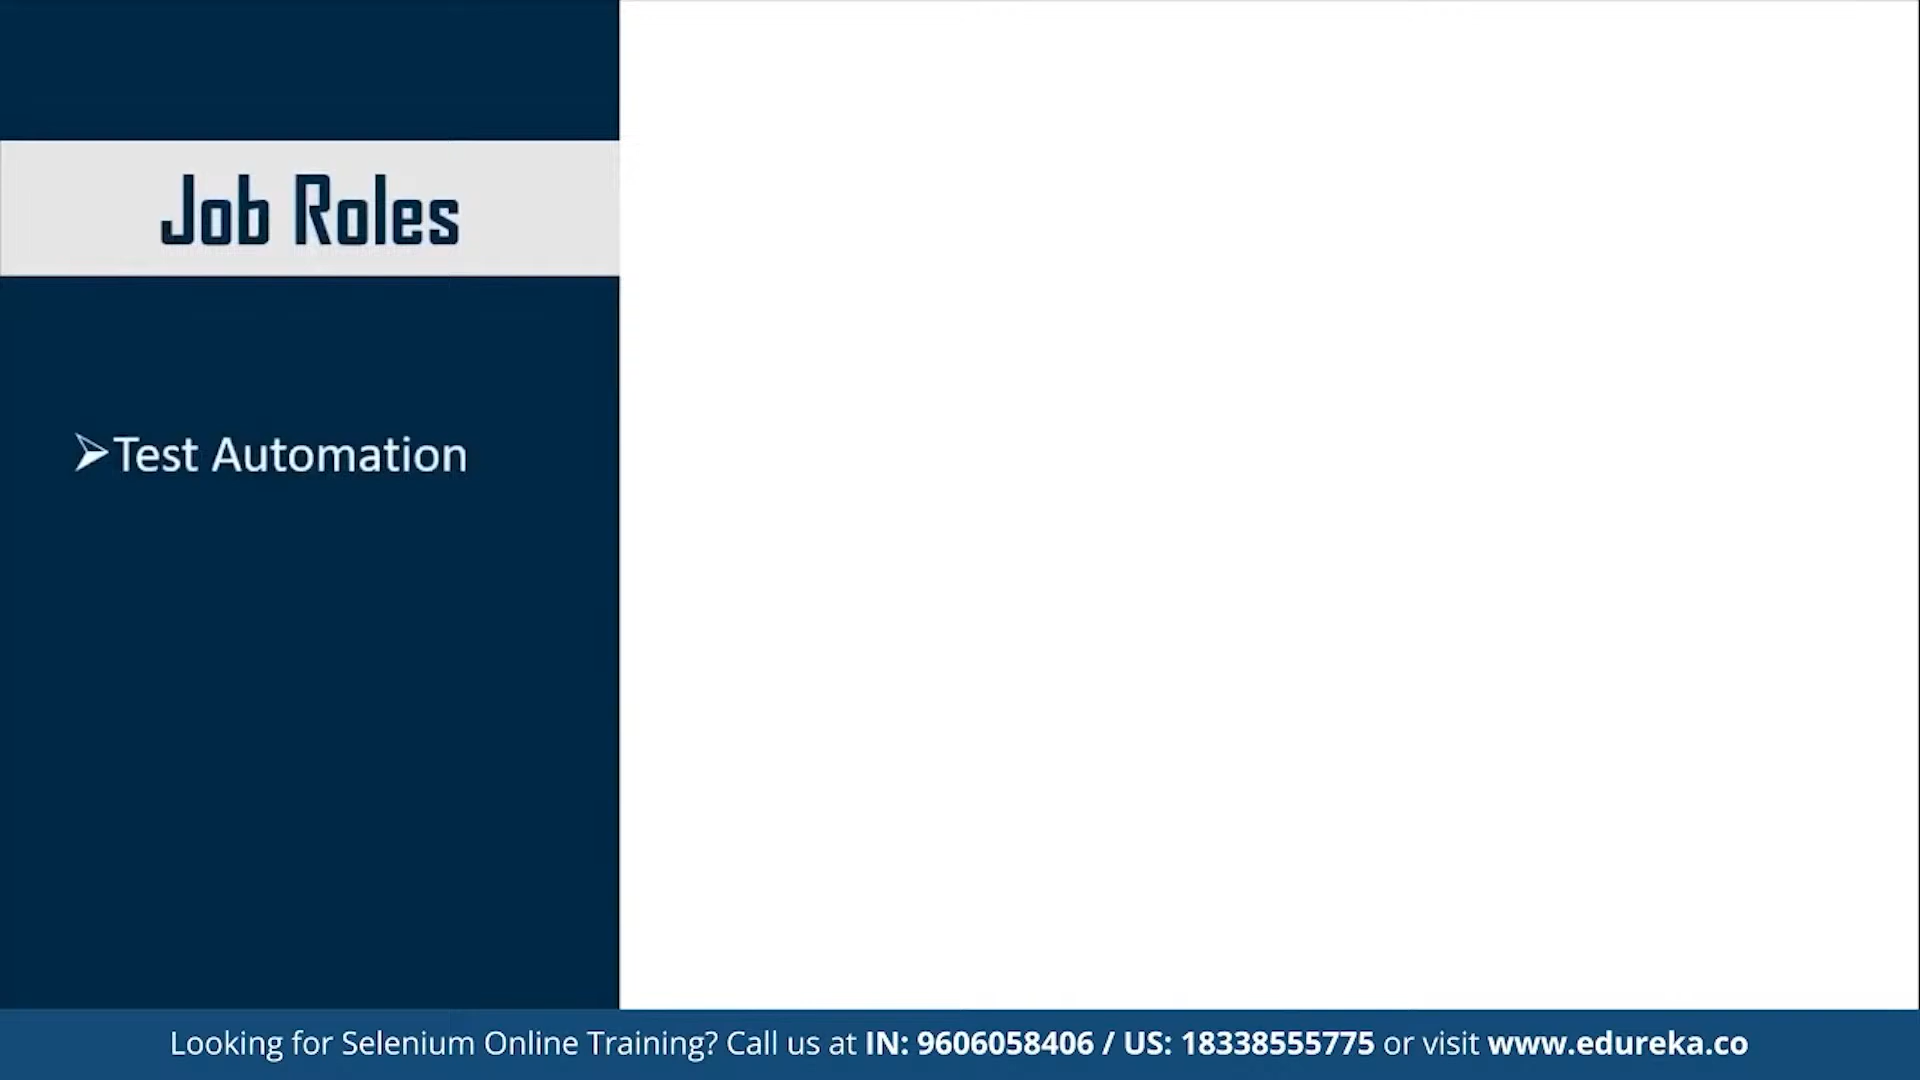 Job Roles
➢Test Automation
Looking for Selenium Online Training? Call us at IN: 9606058406 / US: 18338555775 or visit www.edureka.co